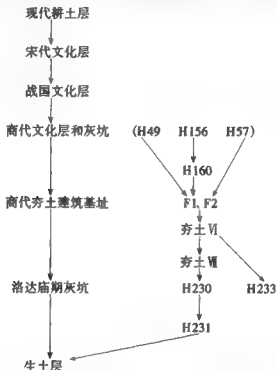 现代耕土层
宋代文化层
战国文化层
商代文化层和灰坑 (H49 H156 H57)
H160
商代夯土建筑基址 F1, F2
夯土Ⅵ
夯土Ⅶ
洛达庙期灰坑 H230 H233
H231
生土层